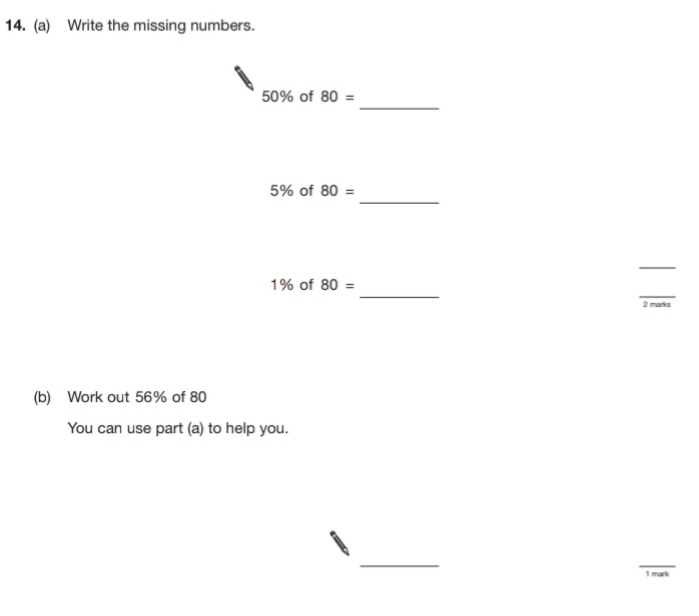 14. (a) Write the missing numbers.
50% of 80 =
5% of 80 =
1% of 80 =
2 marks
(b) Work out 56% of 80
You can use part (a) to help you.
1 mark